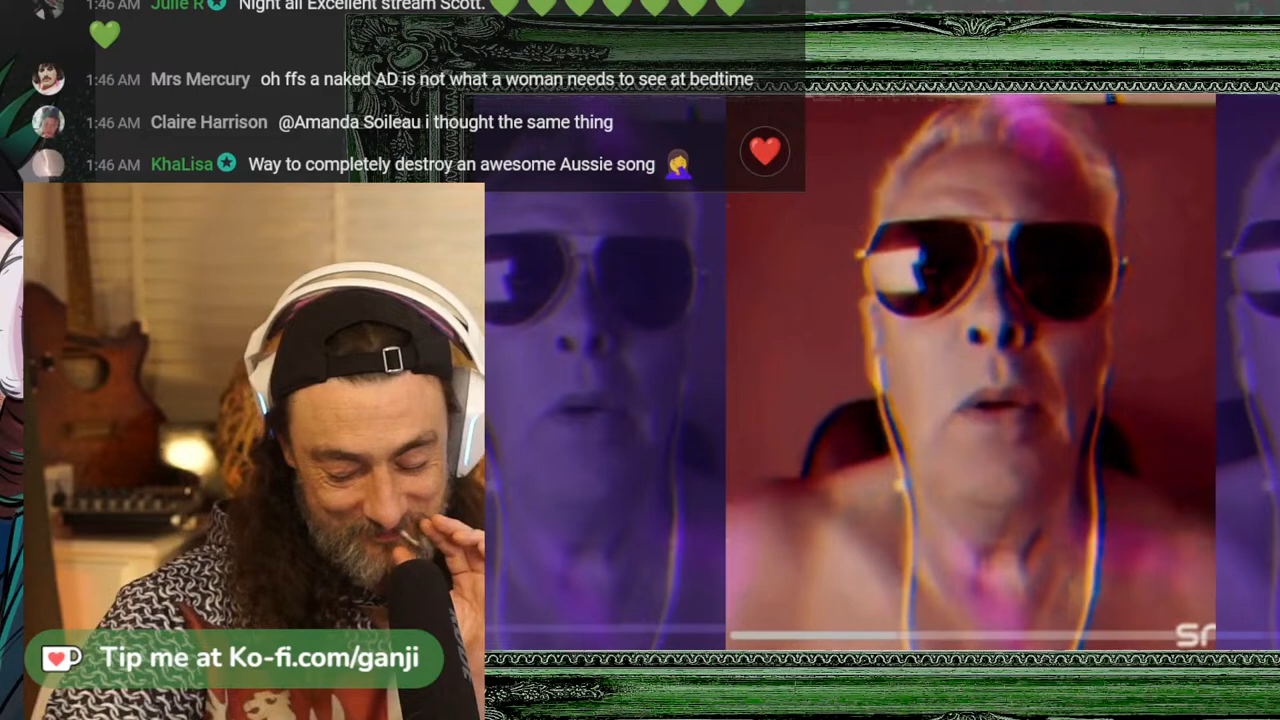 1:46 AM Julie R Night all Excellent stream Scott. 💚 💚 💚 💚 💚 💚 💚
💚
1:46 AM Mrs Mercury oh ffs a naked AD is not what a woman needs to see at bedtime
1:46 AM Claire Harrison @Amanda Soileau i thought the same thing
1:46 AM KhaLisa Way to completely destroy an awesome Aussie song 🤦‍♀️
Tip me at Ko-fi.com/ganji